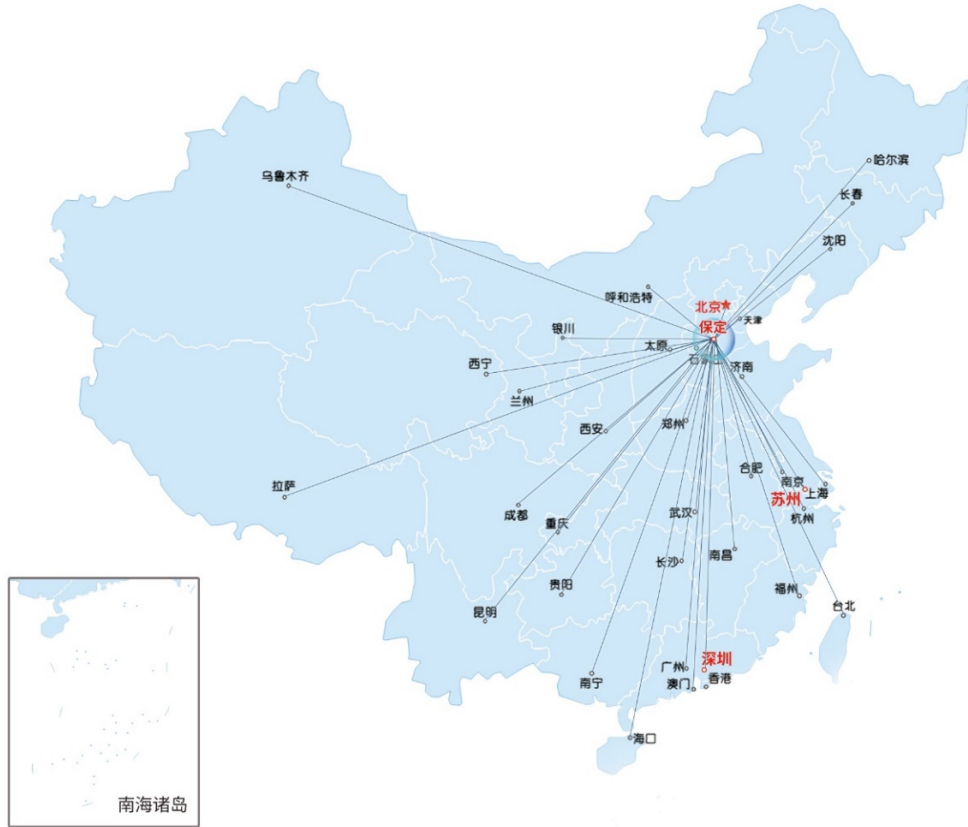 哈尔滨
乌鲁木齐
长春
沈阳
呼和浩特
北京
天津
保定
银川
太原
石
济南
西宁
兰州
郑州
西安
合肥
南京
拉萨
上海
苏州
成都
武汉
杭州
重庆
南昌
长沙
贵阳
福州
台北
昆明
深圳
广州
南宁
澳门
香港
海口
南海诸岛